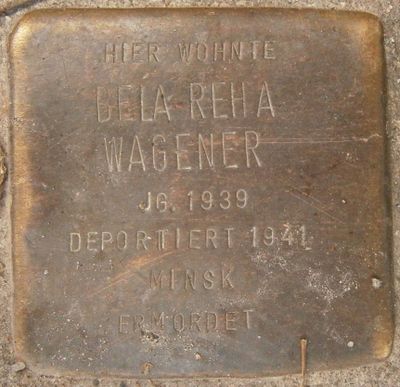 HIER WOHNTE
BELA REHA
WAGENER
JG. 1939
DEPORTIERT 1941
MINSK
ERMORDET